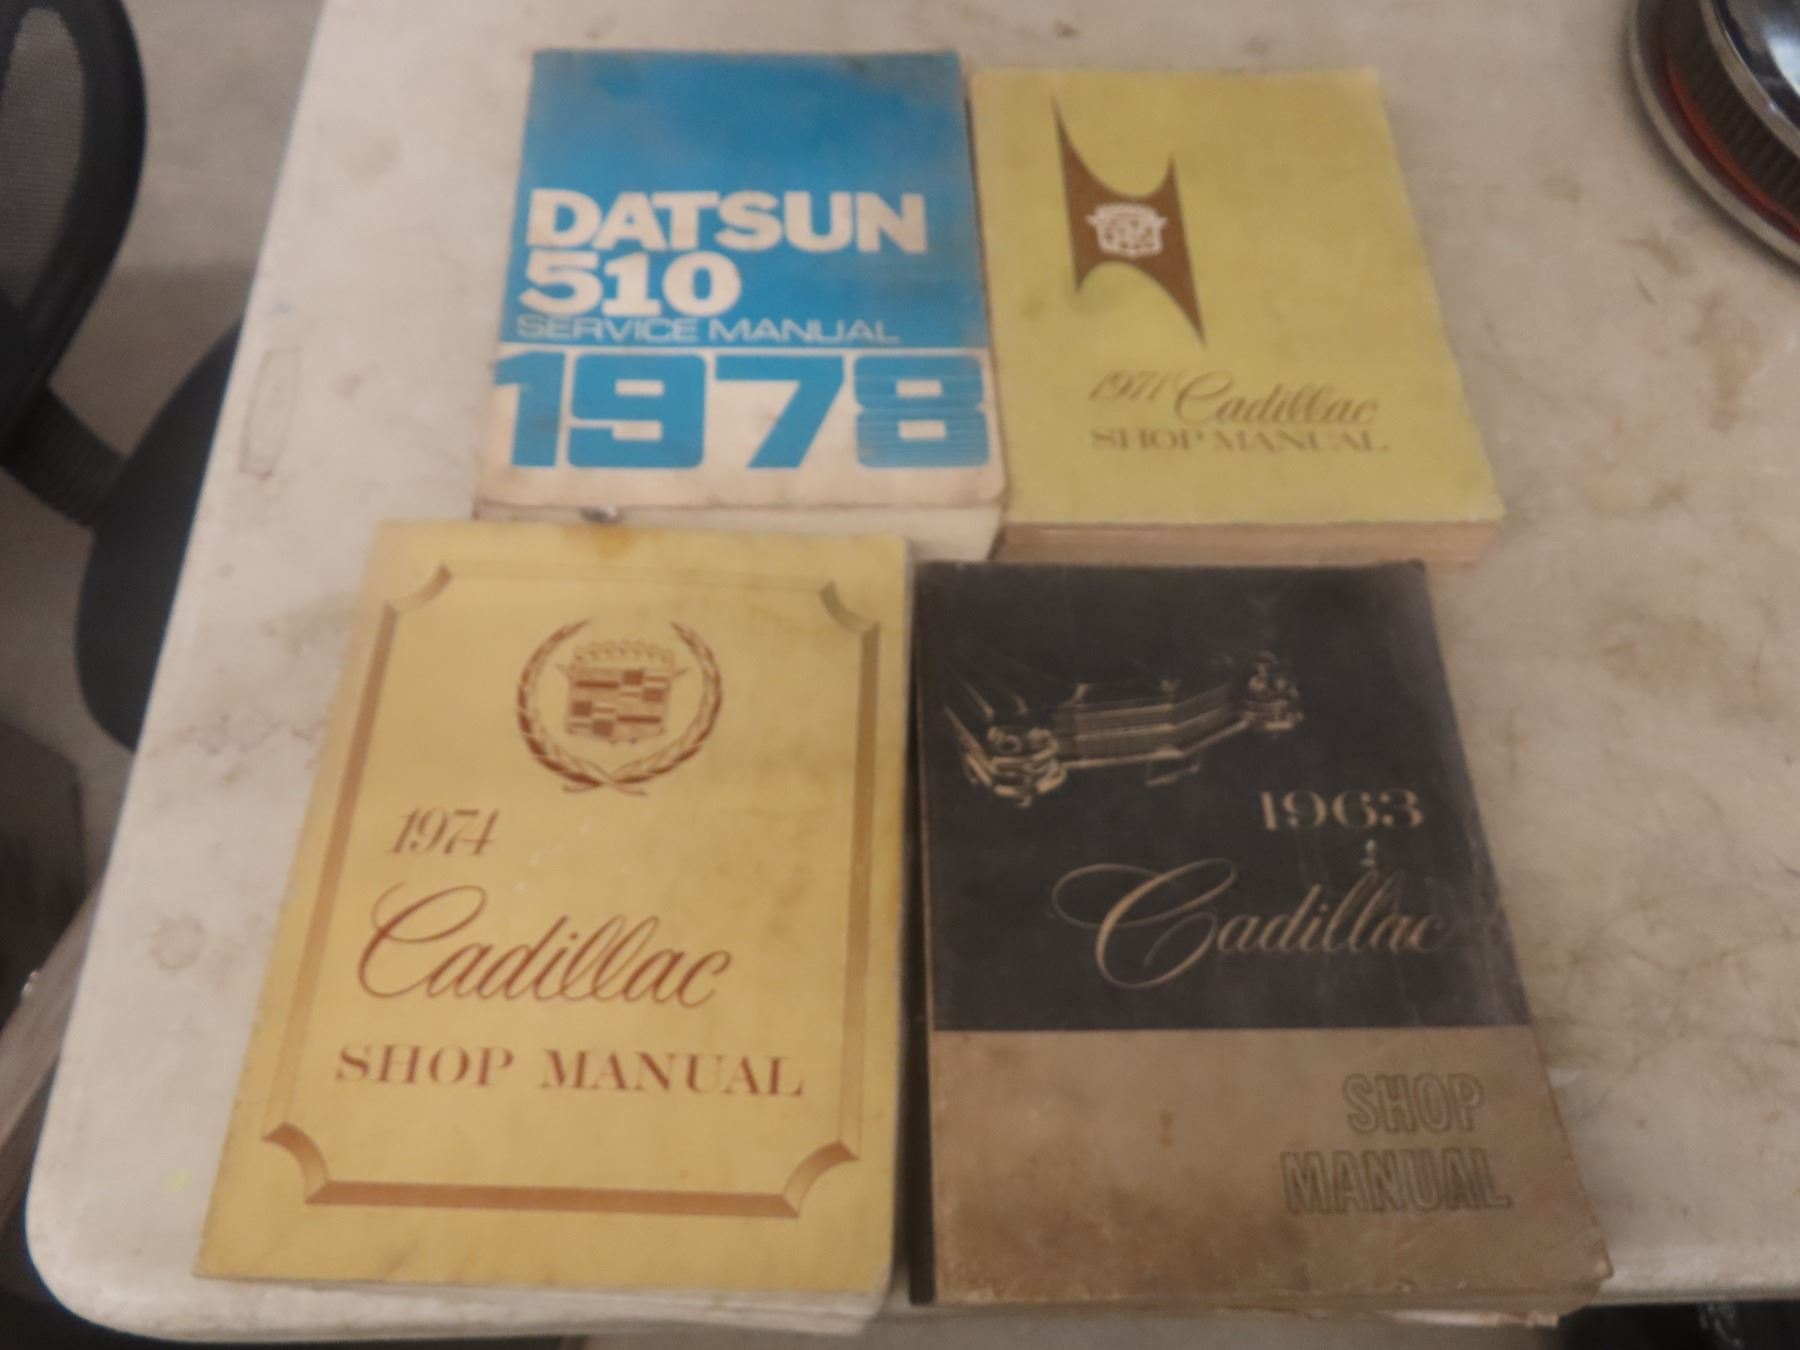 DATSUN
510
SERVICE MANUAL
1978
1971 Cadillac
SHOP MANUAL
1974
Cadillac
SHOP MANUAL
1963
Cadillac
SHOP
MANUAL